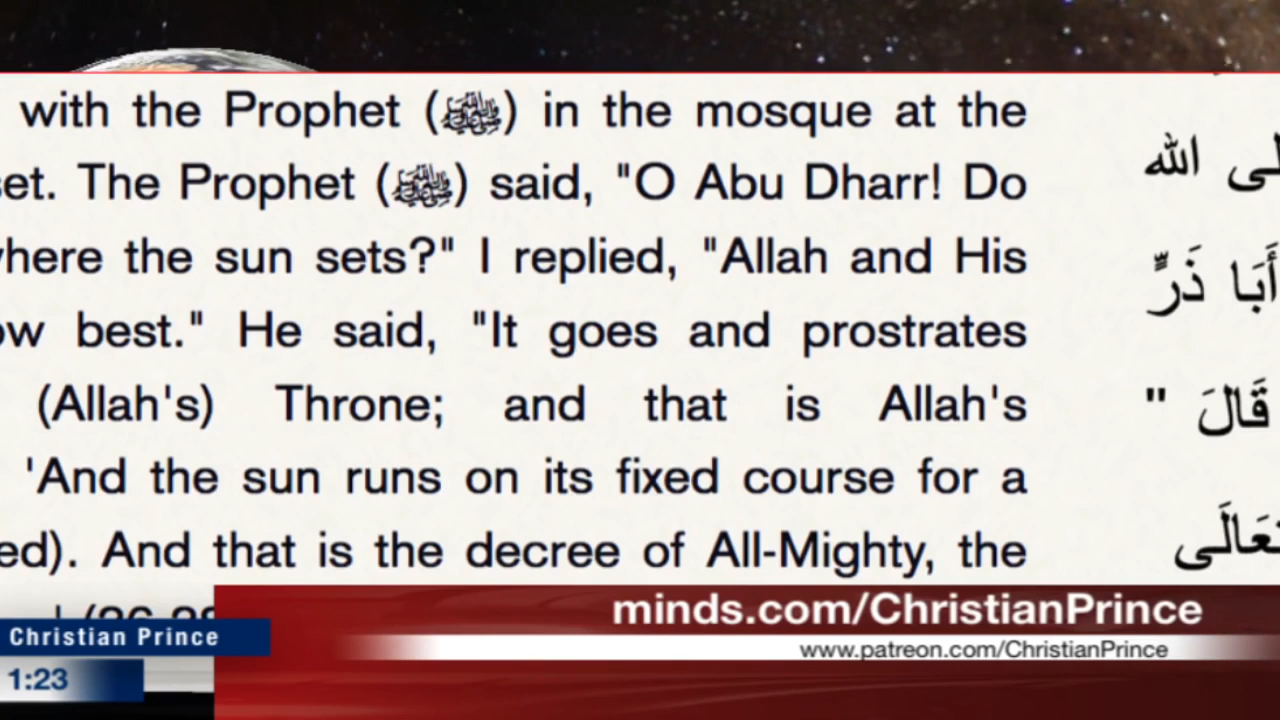 with the Prophet (ﷺ) in the mosque at the
set. The Prophet (ﷺ) said, "O Abu Dharr! Do
where the sun sets?" I replied, "Allah and His
ow best." He said, "It goes and prostrates
(Allah's) Throne; and that is Allah's
'And the sun runs on its fixed course for a
ed). And that is the decree of All-Mighty, the
لى الله
أَبَا ذَرٍّ
قَالَ "
تَعَالَى
minds.com/ChristianPrince
Christian Prince
www.patreon.com/ChristianPrince
1:23